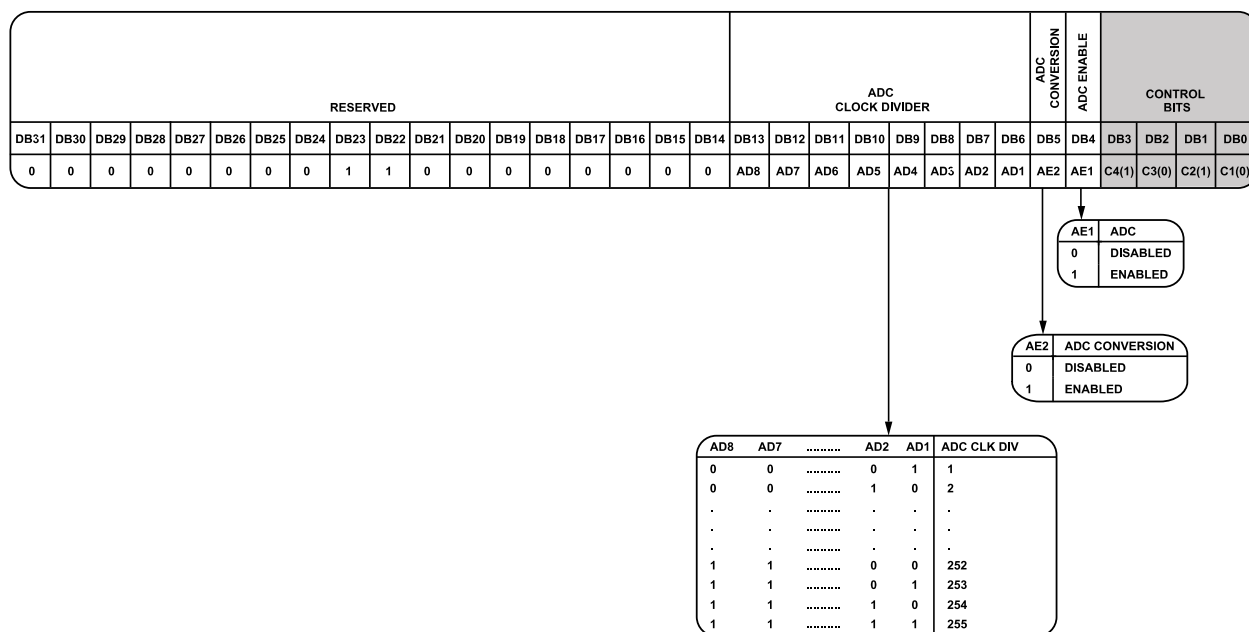 RESERVED
ADC
CLOCK DIVIDER
ADC
CONVERSION
ADC ENABLE
CONTROL
BITS
DB31 DB30 DB29 DB28 DB27 DB26 DB25 DB24 DB23 DB22 DB21 DB20 DB19 DB18 DB17 DB16 DB15 DB14 DB13 DB12 DB11 DB10 DB9 DB8 DB7 DB6 DB5 DB4 DB3 DB2 DB1 DB0
0 0 0 0 0 0 0 0 1 1 0 0 0 0 0 0 0 0 AD8 AD7 AD6 AD5 AD4 AD3 AD2 AD1 AE2 AE1 C4(1) C3(0) C2(1) C1(0)
AE1 ADC
0 DISABLED
1 ENABLED
AE2 ADC CONVERSION
0 DISABLED
1 ENABLED
AD8 AD7 .......... AD2 AD1 ADC CLK DIV
0 0 .......... 0 1 1
0 0 .......... 1 0 2
. . .......... . . .
. . .......... . . .
. . .......... . . .
1 1 .......... 0 0 252
1 1 .......... 0 1 253
1 1 .......... 1 0 254
1 1 .......... 1 1 255